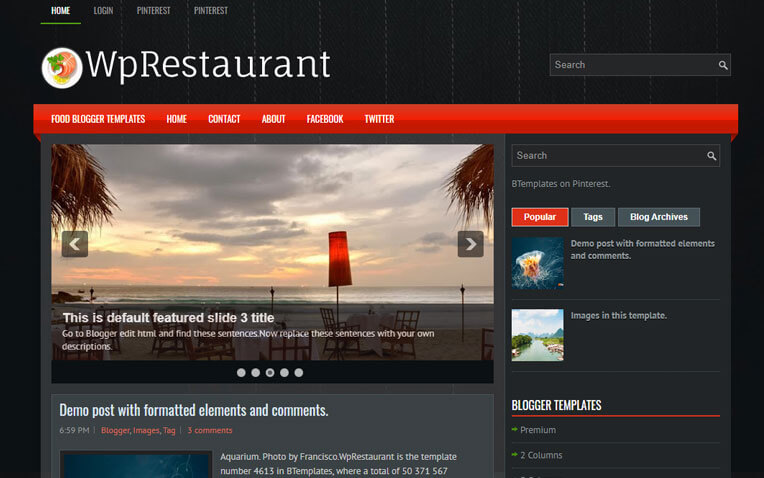 HOME LOGIN PINTEREST PINTEREST
WpRestaurant
Search
FOOD BLOGGER TEMPLATES HOME CONTACT ABOUT FACEBOOK TWITTER
This is default featured slide 3 title
Go to Blogger edit html and find these sentences.Now replace these sentences with your own
descriptions.
Demo post with formatted elements and comments.
6:59 PM Blogger, Images, Tag 3 comments
Aquarium. Photo by Francisco.WpRestaurant is the template
number 4613 in BTemplates, where a total of 50 371 567
Search
BTemplates on Pinterest.
Popular Tags Blog Archives
Demo post with formatted elements
and comments.
Images in this template.
BLOGGER TEMPLATES
Premium
2 Columns